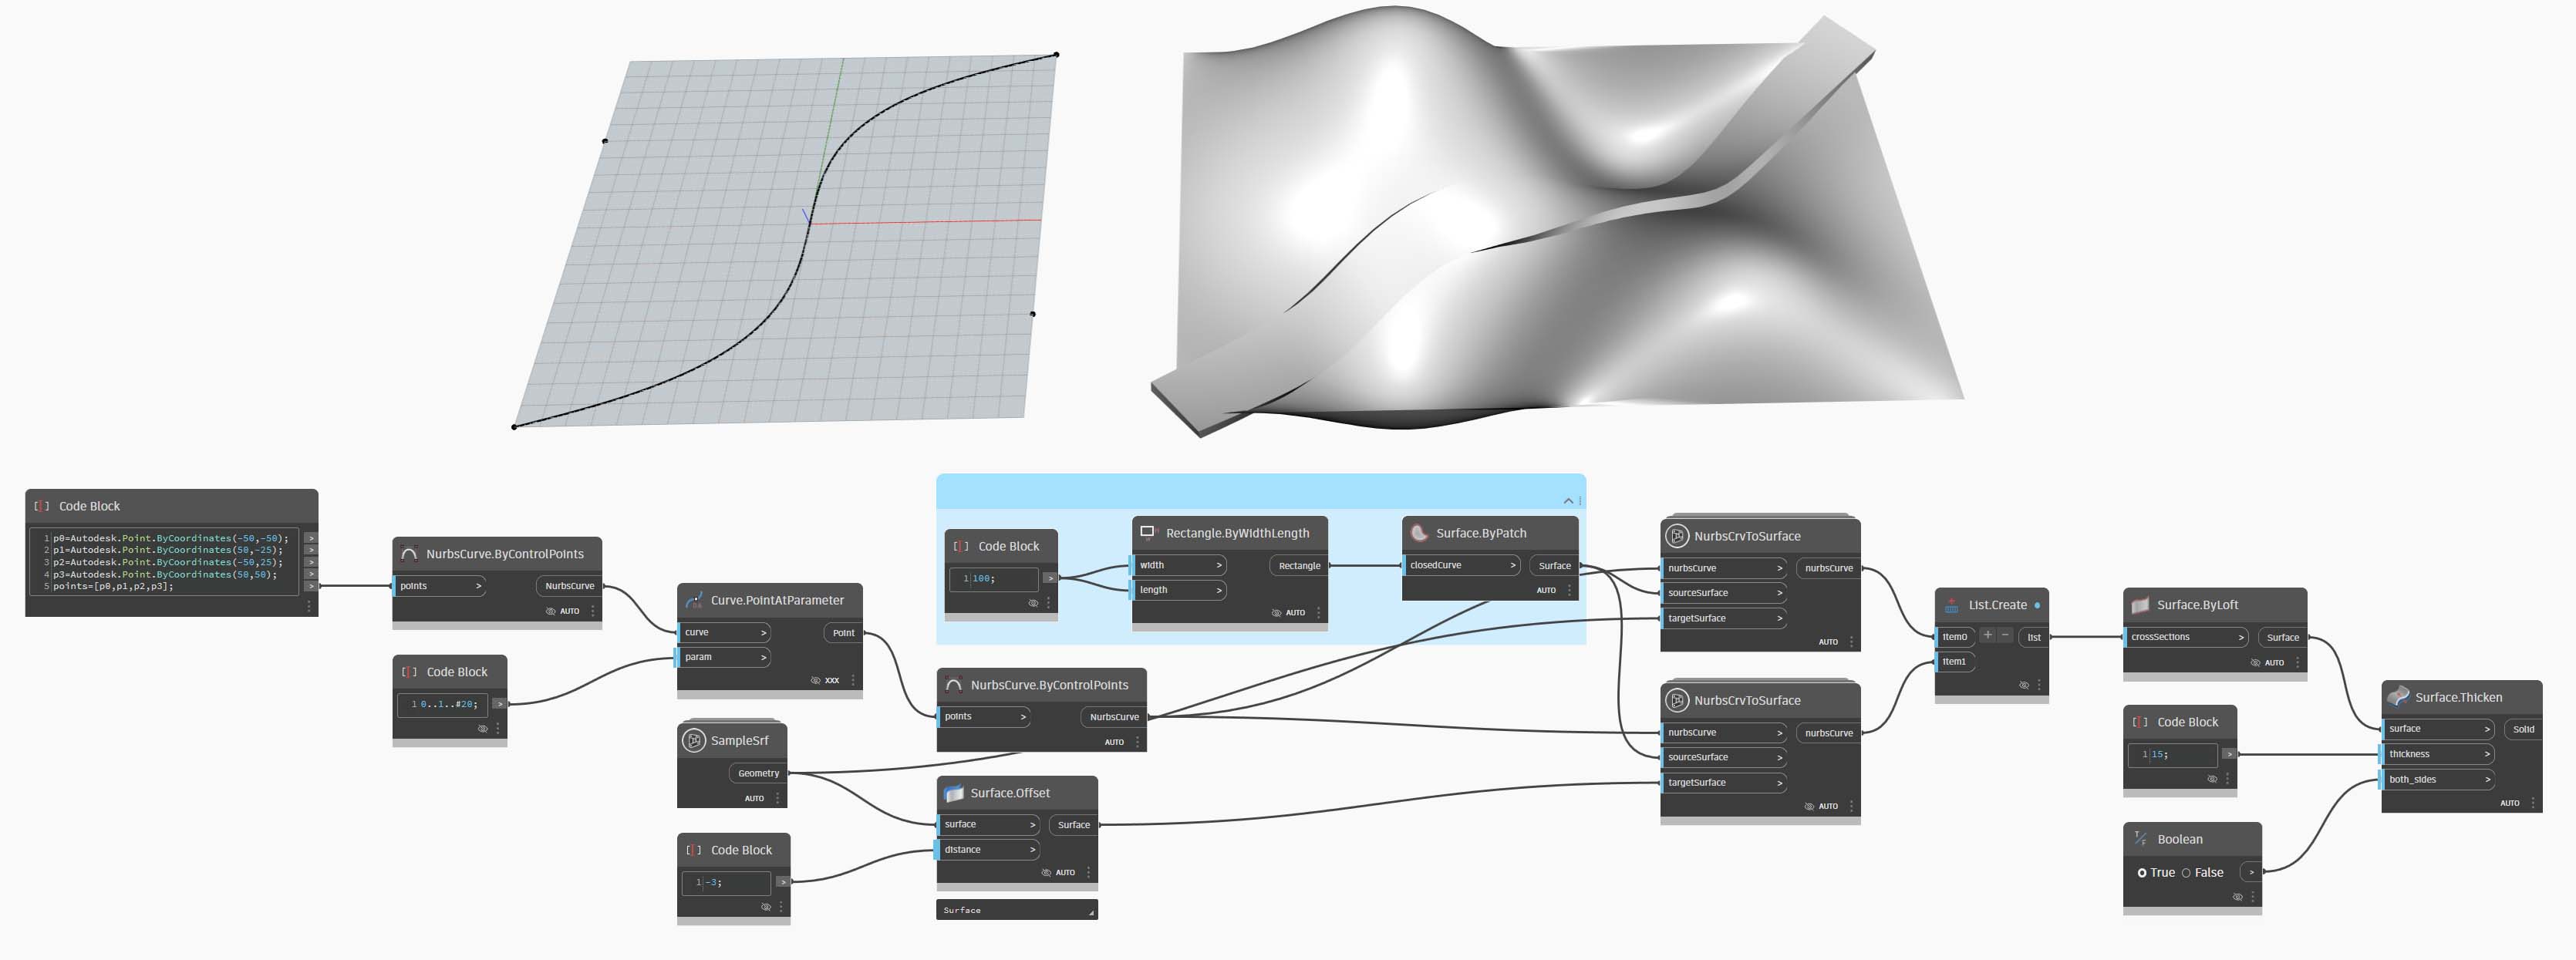 Code Block
1 p0=Autodesk.Point.ByCoordinates(-50,-50);
2 p1=Autodesk.Point.ByCoordinates(50,-25);
3 p2=Autodesk.Point.ByCoordinates(-50,25);
4 p3=Autodesk.Point.ByCoordinates(50,50);
5 points=[p0,p1,p2,p3];
>
>
>
>
>
NurbsCurve.ByControlPoints
points > NurbsCurve
AUTO
Code Block
1 0..1..#20; >
Curve.PointAtParameter
curve > Point
param >
XXX
SampleSrf
Geometry
AUTO
Code Block
1 -3; >
Code Block
1 100; >
Rectangle.ByWidthLength
width > Rectangle
length >
AUTO
Surface.ByPatch
closedCurve > Surface
AUTO
NurbsCurve.ByControlPoints
points > NurbsCurve
AUTO
Surface.Offset
surface > Surface
distance >
AUTO
Surface
NurbsCrvToSurface
nurbsCurve > nurbsCurve
sourceSurface >
targetSurface >
AUTO
NurbsCrvToSurface
nurbsCurve > nurbsCurve
sourceSurface >
targetSurface >
AUTO
List.Create
item0 + - list
item1
Surface.ByLoft
crossSections > Surface
AUTO
Code Block
1 15; >
Boolean
True False >
Surface.Thicken
surface > Solid
thickness >
both_sides >
AUTO